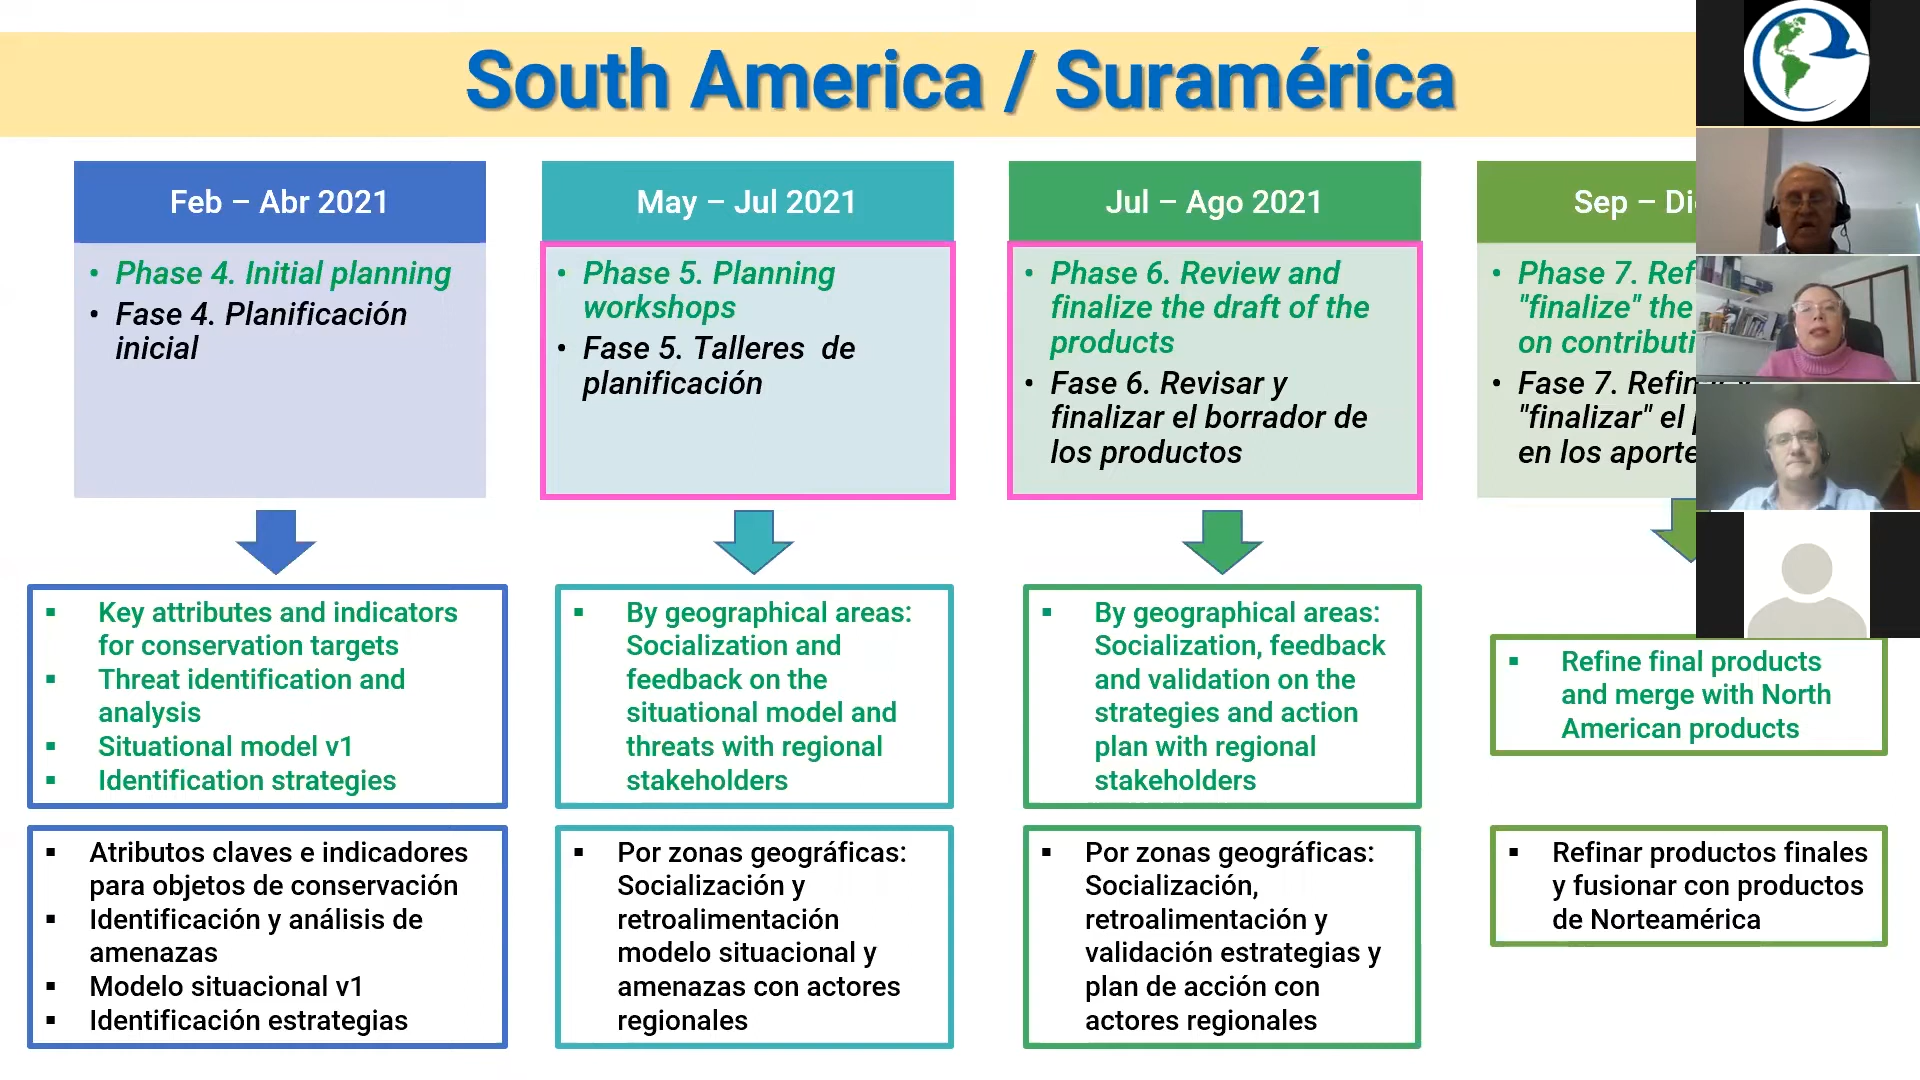 South America / Suramérica
Feb – Abr 2021
• Phase 4. Initial planning
• Fase 4. Planificación
inicial
▪ Key attributes and indicators
for conservation targets
▪ Threat identification and
analysis
▪ Situational model v1
▪ Identification strategies
▪ Atributos claves e indicadores
para objetos de conservación
▪ Identificación y análisis de
amenazas
▪ Modelo situacional v1
▪ Identificación estrategias
May – Jul 2021
• Phase 5. Planning
workshops
• Fase 5. Talleres de
planificación
▪ By geographical areas:
Socialization and
feedback on the
situational model and
threats with regional
stakeholders
▪ Por zonas geográficas:
Socialización y
retroalimentación
modelo situacional y
amenazas con actores
regionales
Jul – Ago 2021
• Phase 6. Review and
finalize the draft of the
products
• Fase 6. Revisar y
finalizar el borrador de
los productos
▪ By geographical areas:
Socialization, feedback
and validation on the
strategies and action
plan with regional
stakeholders
▪ Por zonas geográficas:
Socialización,
retroalimentación y
validación estrategias y
plan de acción con
actores regionales
Sep –
• Phase 7.
"finalize" the
on
• Fase 7.
"finalizar" el
en los
▪ Refine final products
and merge with North
American products
▪ Refinar productos finales
y fusionar con productos
de Norteamérica